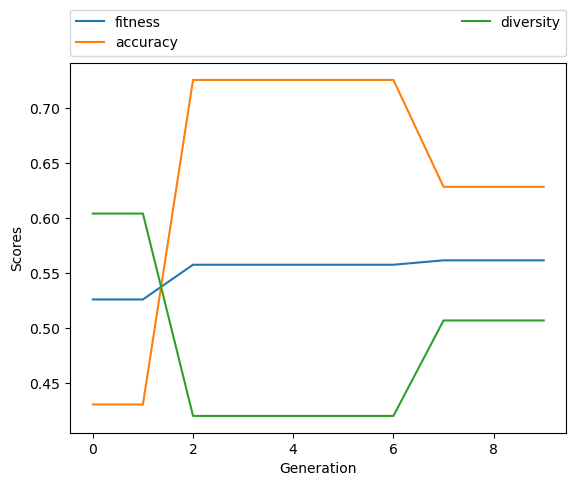 fitness
accuracy
diversity
0.70
0.65
0.60
0.55
0.50
0.45
Scores
0 2 4 6 8
Generation